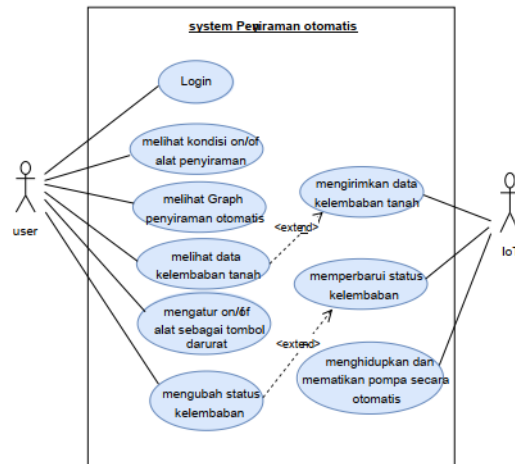 system Penyiraman otomatis
Login
melihat kondisi on/of
alat penyiraman
melihat Graph
penyiraman otomatis
melihat data
kelembaban tanah
mengatur on/of
alat sebagai tombol
darurat
mengubah status
kelembaban
user
mengirimkan data
kelembaban tanah
<extend>
memperbarui status
kelembaban
<extend>
menghidupkan dan
mematikan pompa secara
otomatis
IoT